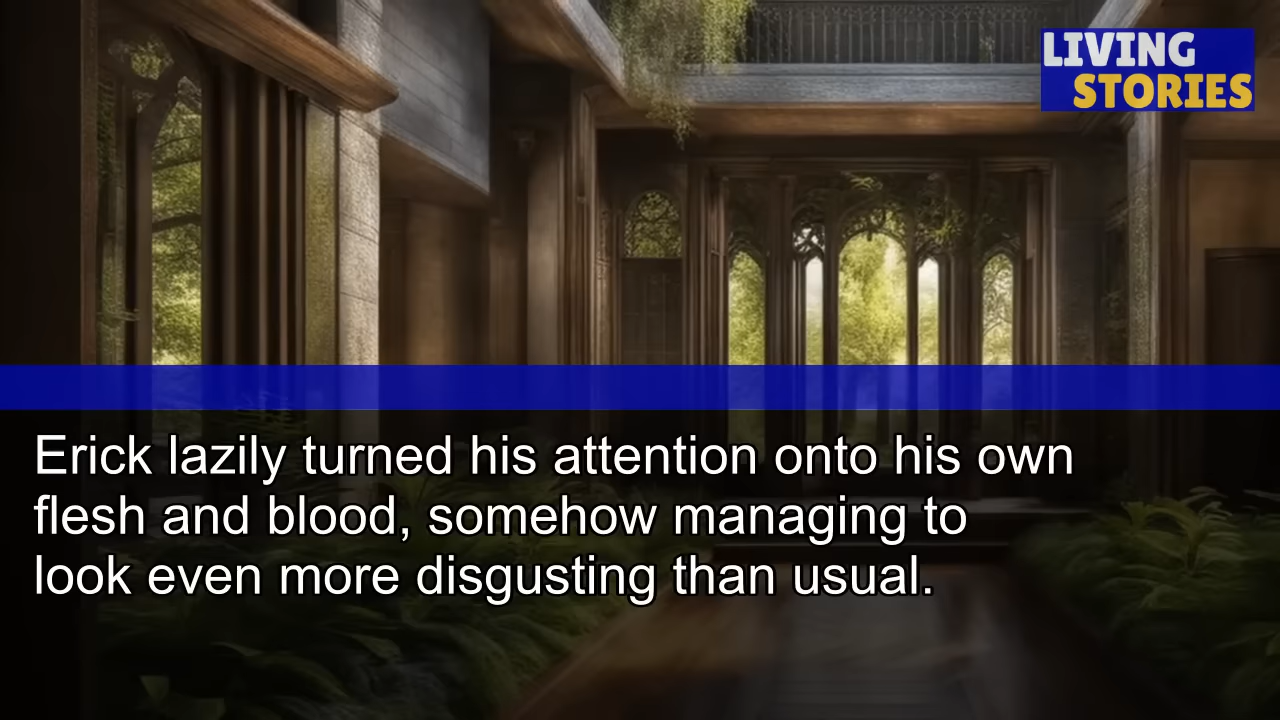 LIVING
STORIES
Erick lazily turned his attention onto his own
flesh and blood, somehow managing to
look even more disgusting than usual.